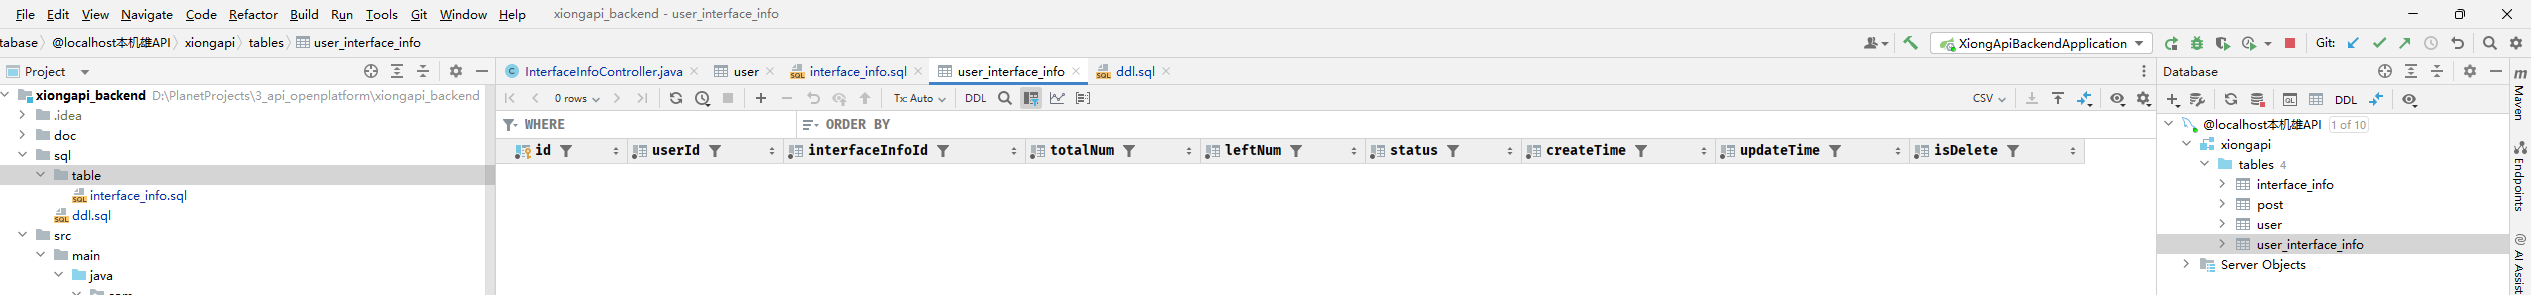 File Edit View Navigate Code Refactor Build Run Tools Git Window Help xiongapi_backend - user_interface_info
tabase @localhost本机雄API xiongapi tables user_interface_info XiongApiBackendApplication Git:
Project InterfaceInfoController.java user interface_info.sql user_interface_info ddl.sql Database
xiongapi_backend D:\PlanetProjects\3_api_openplatform\xiongapi_backend 0 rows Tx: Auto DDL CSV DDL
.idea WHERE ORDER BY @localhost本机雄API 1 of 10
doc id userId interfaceInfoId totalNum leftNum status createTime updateTime isDelete xiongapi
sql tables 4
table interface_info
interface_info.sql post
ddl.sql user
src user_interface_info
main Server Objects
java
m Maven
Endpoints
AI Assist